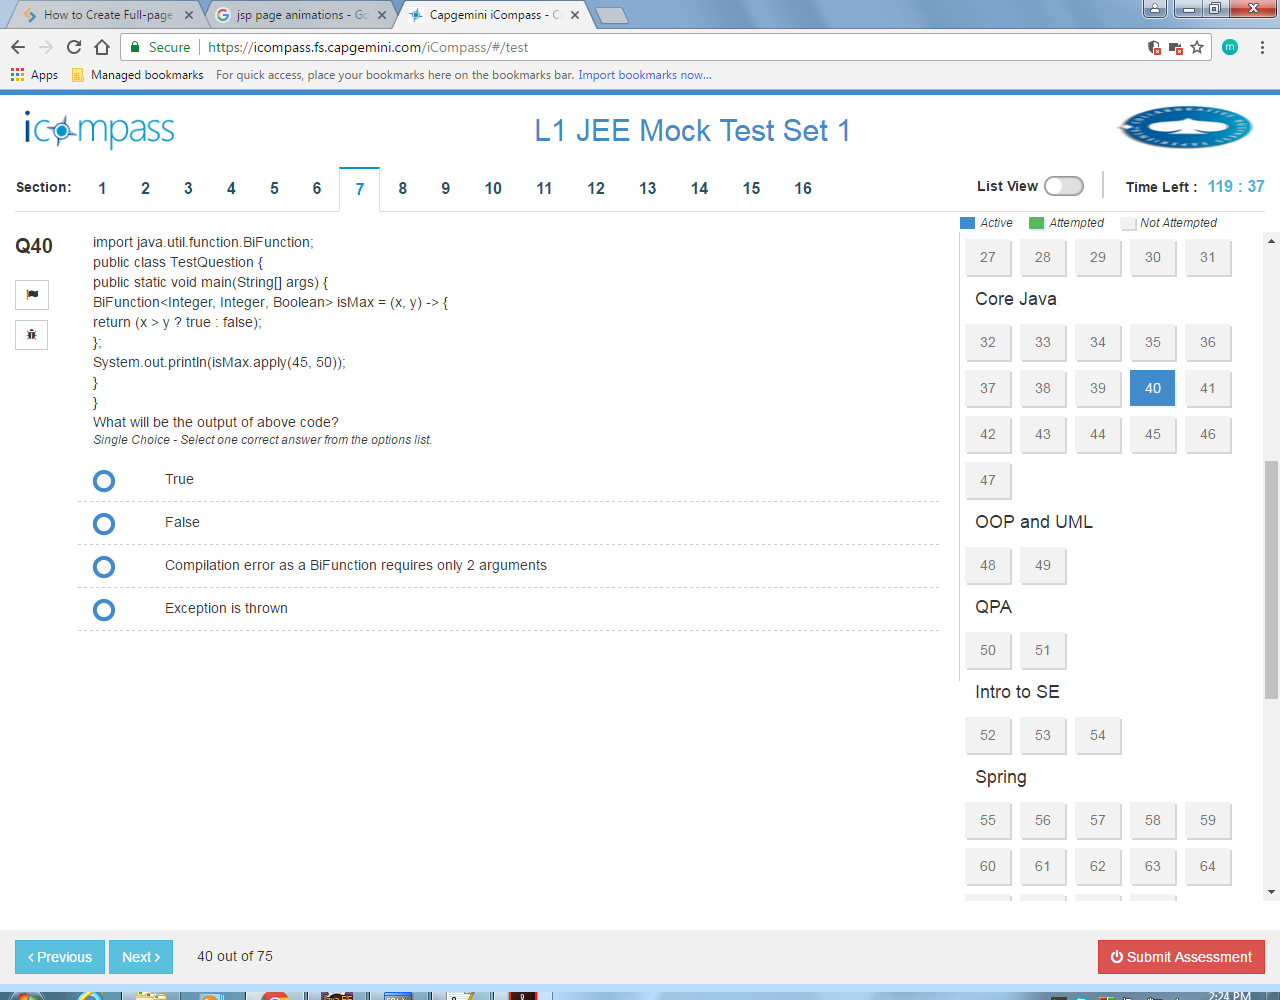 How to Create Full-page
jsp page animations - Go
Capgemini iCompass - C
Secure
https://icompass.fs.capgemini.com/iCompass/#/test
m
Apps
Managed bookmarks
For quick access, place your bookmarks here on the bookmarks bar. Import bookmarks now...
icompass
L1 JEE Mock Test Set 1
Section: 1 2 3 4 5 6 7 8 9 10 11 12 13 14 15 16
List View
Time Left : 119 : 37
Active Attempted Not Attempted
Q40
import java.util.function.BiFunction;
public class TestQuestion {
public static void main(String[] args) {
BiFunction<Integer, Integer, Boolean> isMax = (x, y) -> {
return (x > y ? true : false);
};
System.out.println(isMax.apply(45, 50));
}
}
What will be the output of above code?
Single Choice - Select one correct answer from the options list.
True
False
Compilation error as a BiFunction requires only 2 arguments
Exception is thrown
27 28 29 30 31
Core Java
32 33 34 35 36
37 38 39 40 41
42 43 44 45 46
47
OOP and UML
48 49
QPA
50 51
Intro to SE
52 53 54
Spring
55 56 57 58 59
60 61 62 63 64
‹ Previous
Next ›
40 out of 75
Submit Assessment
2:24 PM